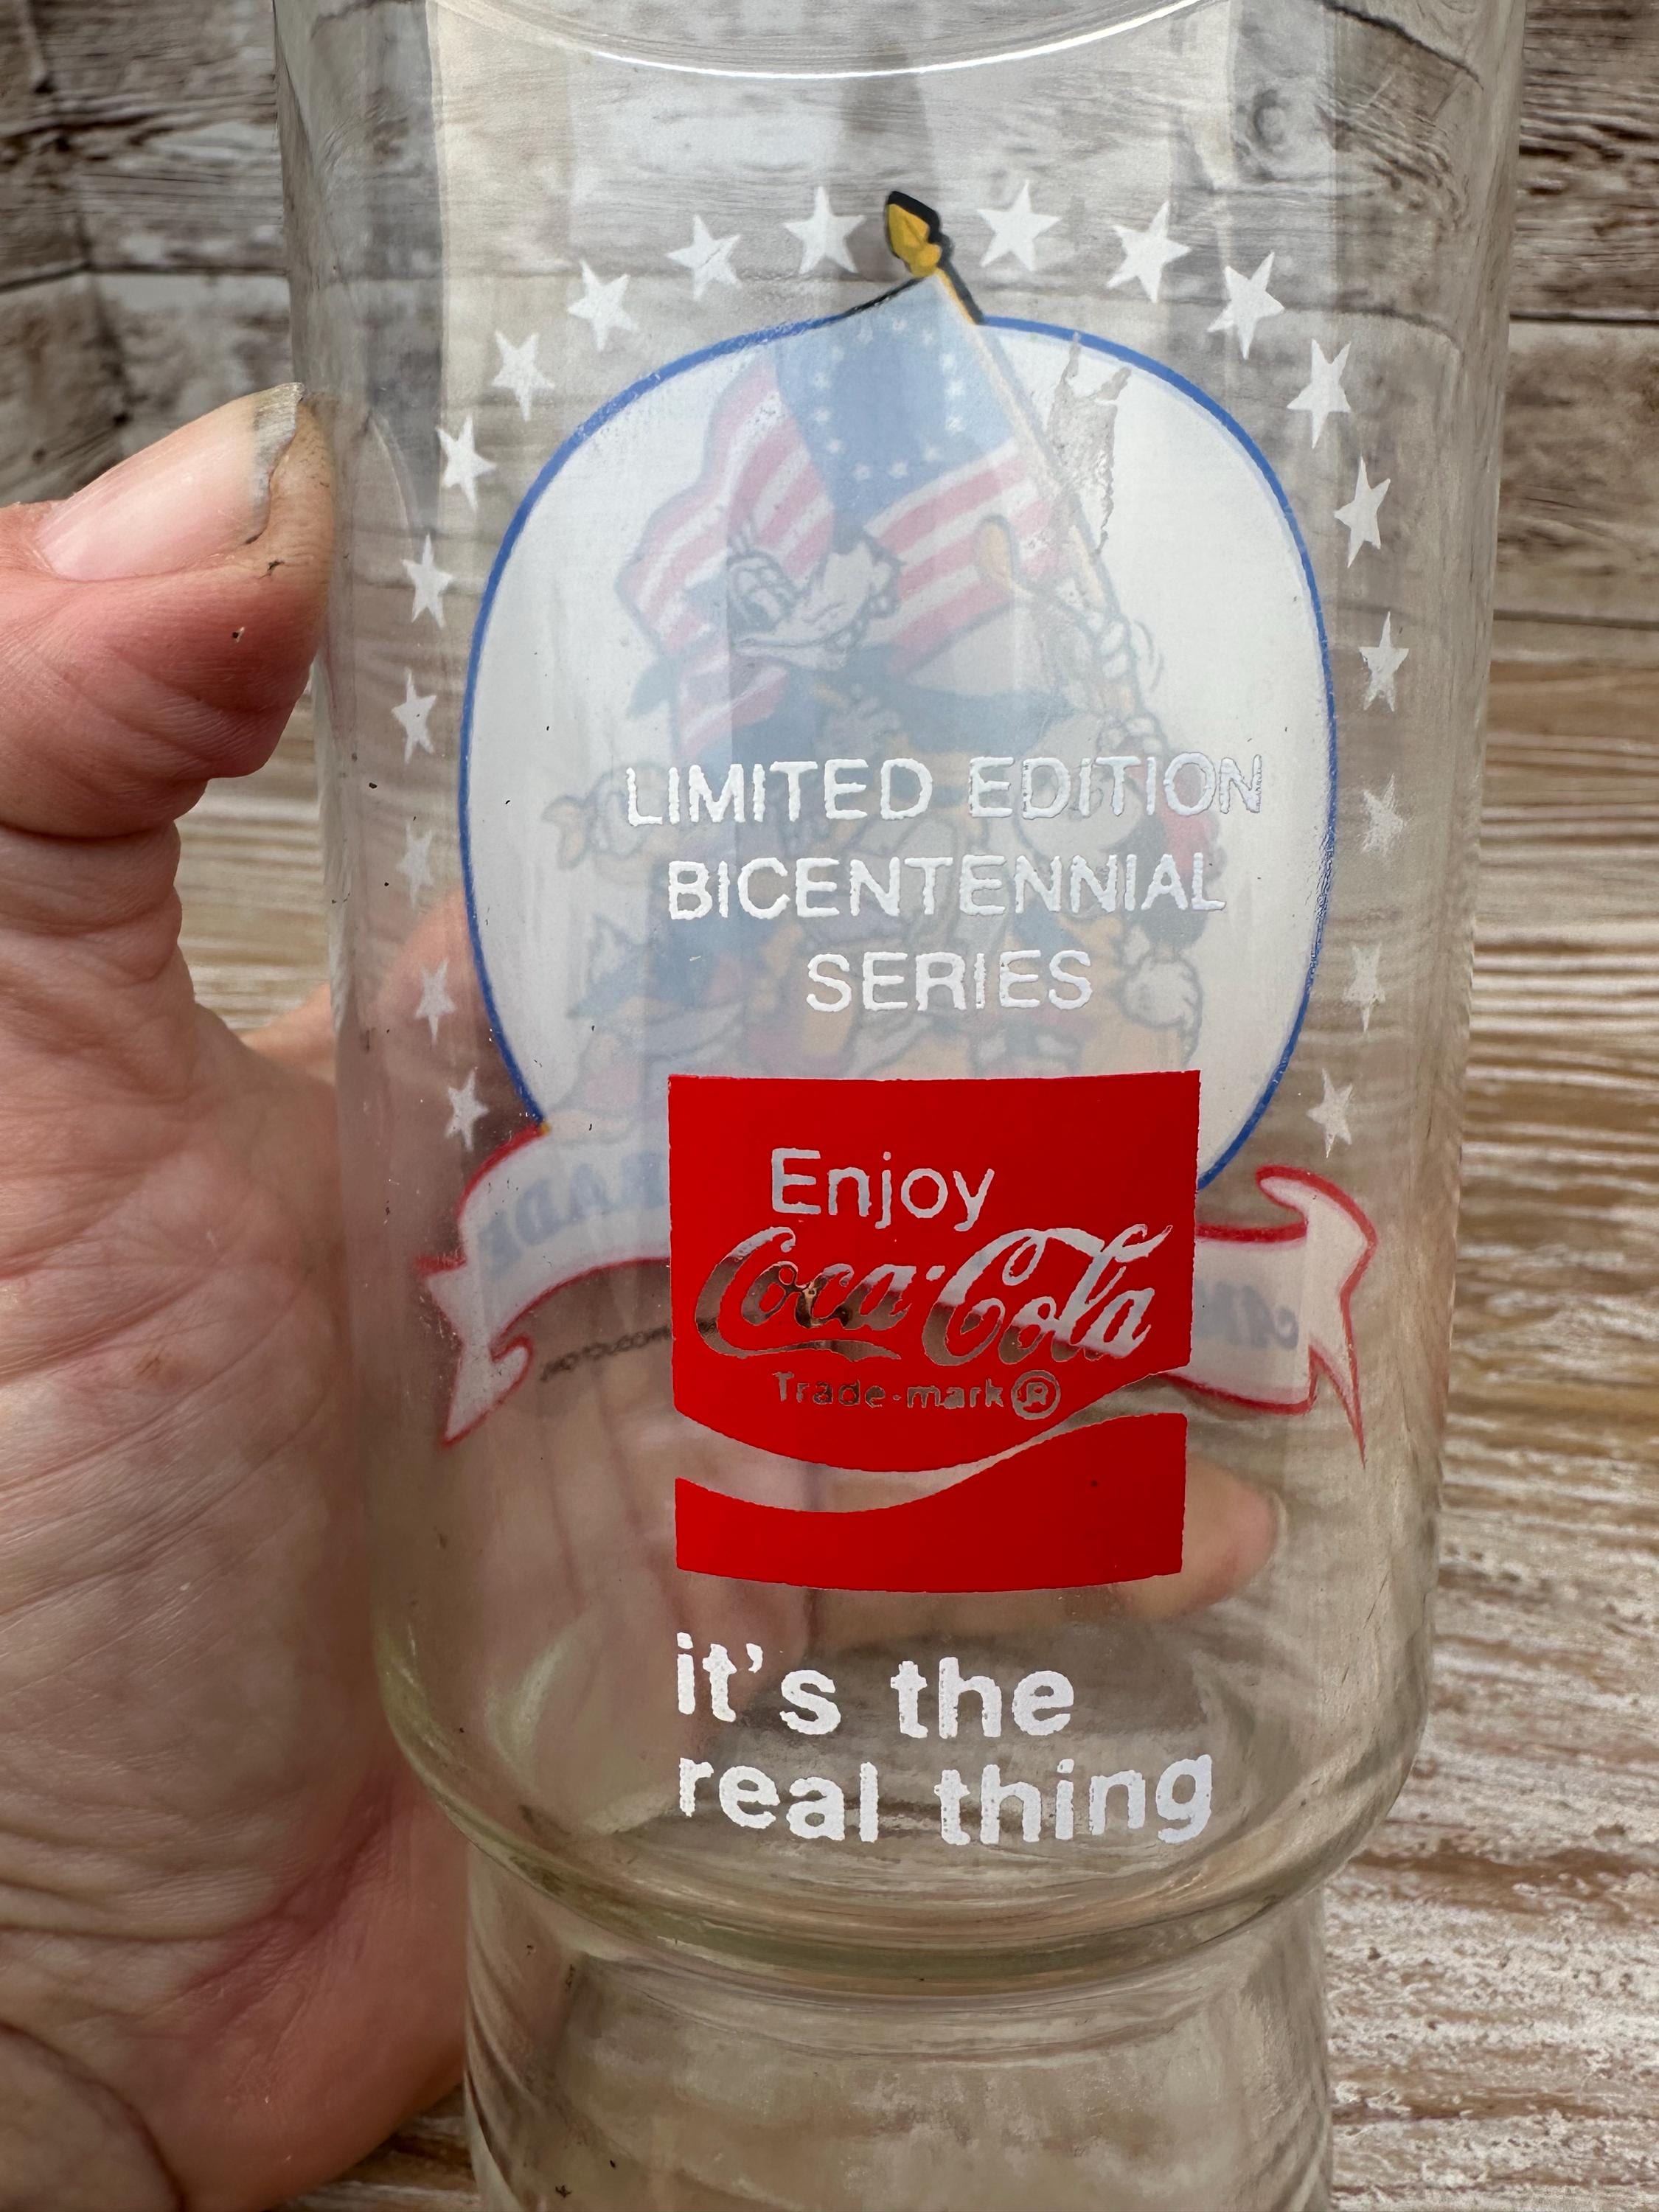 LIMITED EDITION
BICENTENNIAL
SERIES
Enjoy
Coca-Cola
Trade-mark®
it's the
real thing